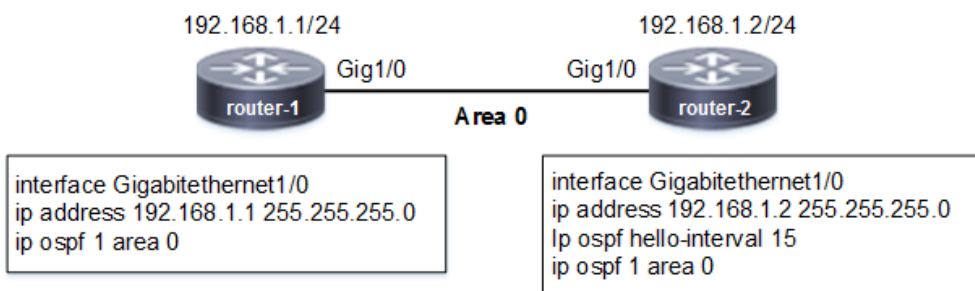 192.168.1.1/24
192.168.1.2/24
Gig1/0
Gig1/0
router-1
router-2
Area 0
interface Gigabitethernet1/0
ip address 192.168.1.1 255.255.255.0
ip ospf 1 area 0
interface Gigabitethernet1/0
ip address 192.168.1.2 255.255.255.0
Ip ospf hello-interval 15
ip ospf 1 area 0